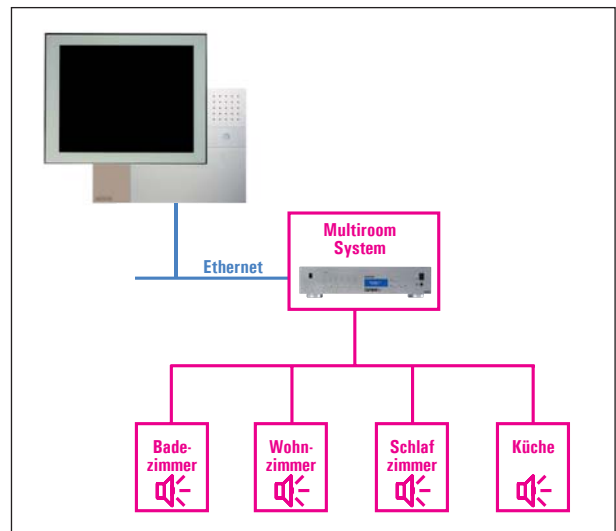 Multiroom
System
Ethernet
Bade-
zimmer
Wohn-
zimmer
Schlaf
zimmer
Küche